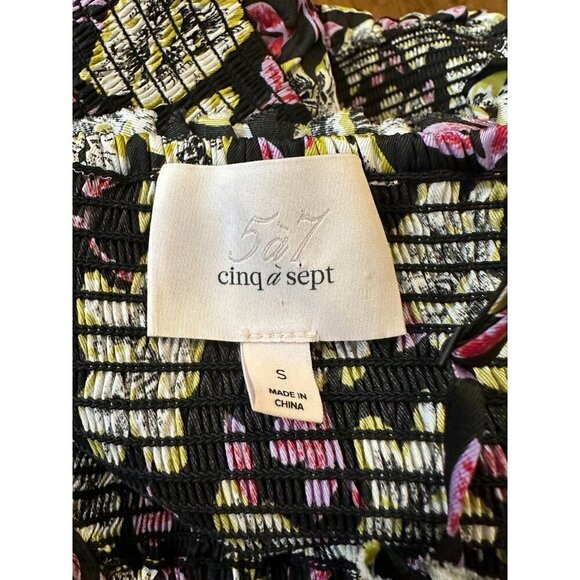 5à7
cinq à sept
S
MADE IN
CHINA